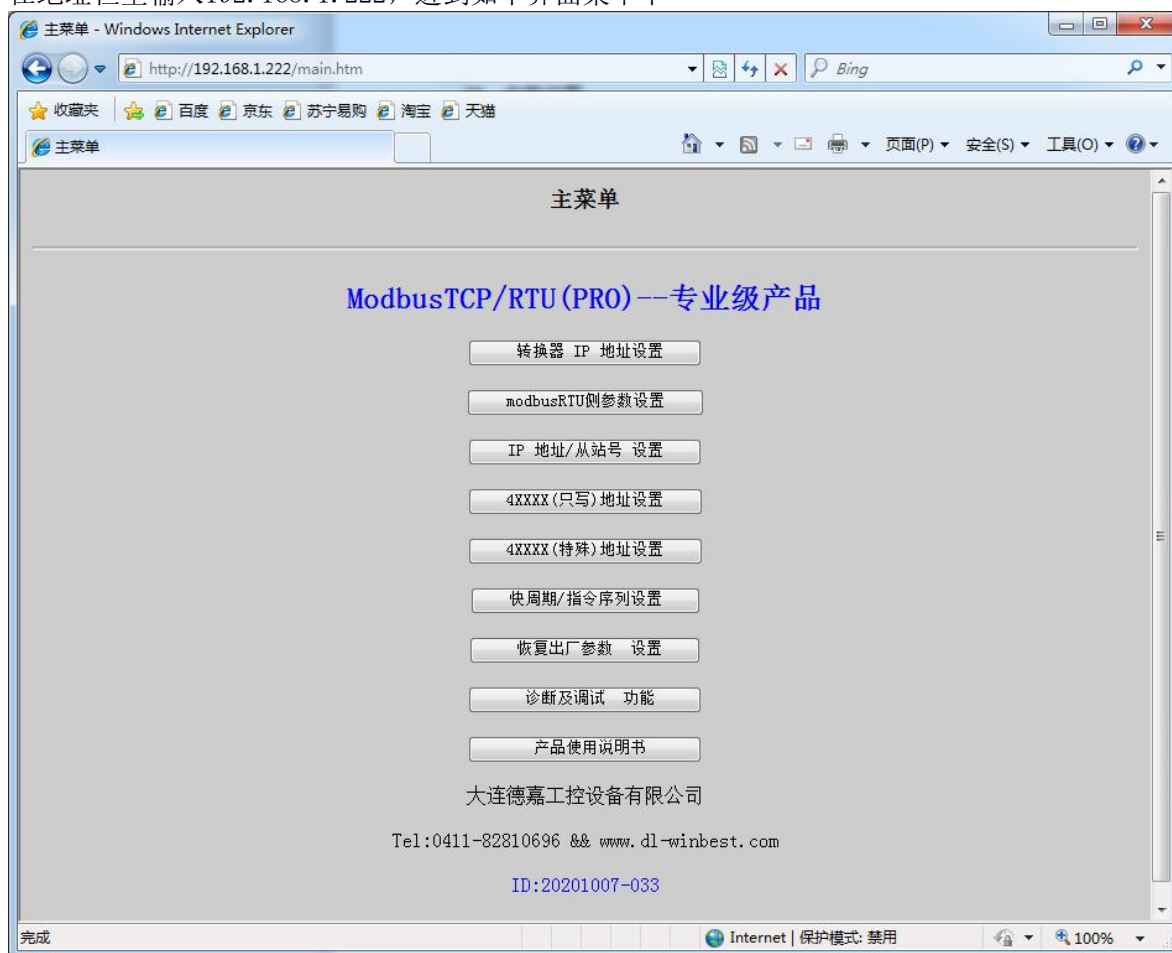 在地址栏里输入192.168.1.222，遇到如下界面菜单下
主菜单 - Windows Internet Explorer
http://192.168.1.222/main.htm
Bing
收藏夹 百度 京东 苏宁易购 淘宝 天猫
主菜单 页面(P) 安全(S) 工具(O)
主菜单
ModbusTCP/RTU(PRO)--专业级产品
转换器 IP 地址设置
modbusRTU侧参数设置
IP 地址/从站号 设置
4XXXX(只写)地址设置
4XXXX(特殊)地址设置
快周期/指令序列设置
恢复出厂参数 设置
诊断及调试 功能
产品使用说明书
大连德嘉工控设备有限公司
Tel:0411-82810696 && www.dl-winbest.com
ID:20201007-033
完成 Internet | 保护模式: 禁用 100%